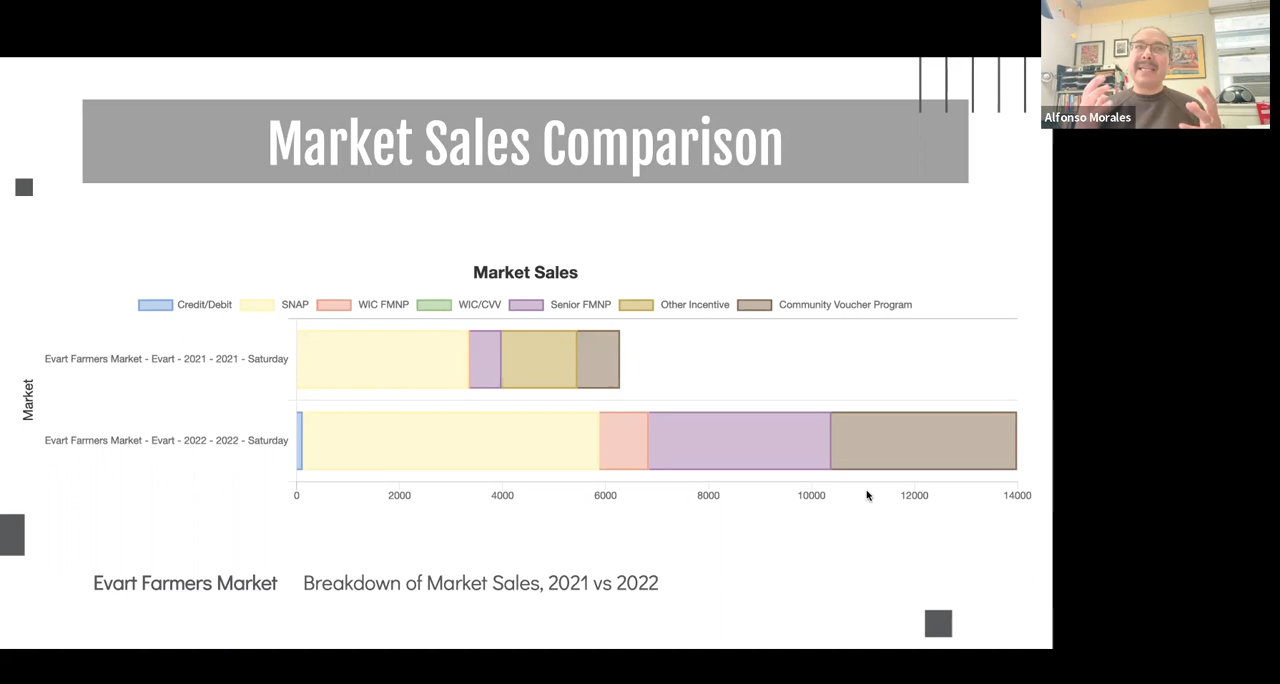 Alfonso Morales
Market Sales Comparison
Market Sales
Credit/Debit SNAP WIC FMNP WIC/CVV Senior FMNP Other Incentive Community Voucher Program
Market
Evart Farmers Market - Evart - 2021 - 2021 - Saturday
Evart Farmers Market - Evart - 2022 - 2022 - Saturday
0 2000 4000 6000 8000 10000 12000 14000
Evart Farmers Market Breakdown of Market Sales, 2021 vs 2022